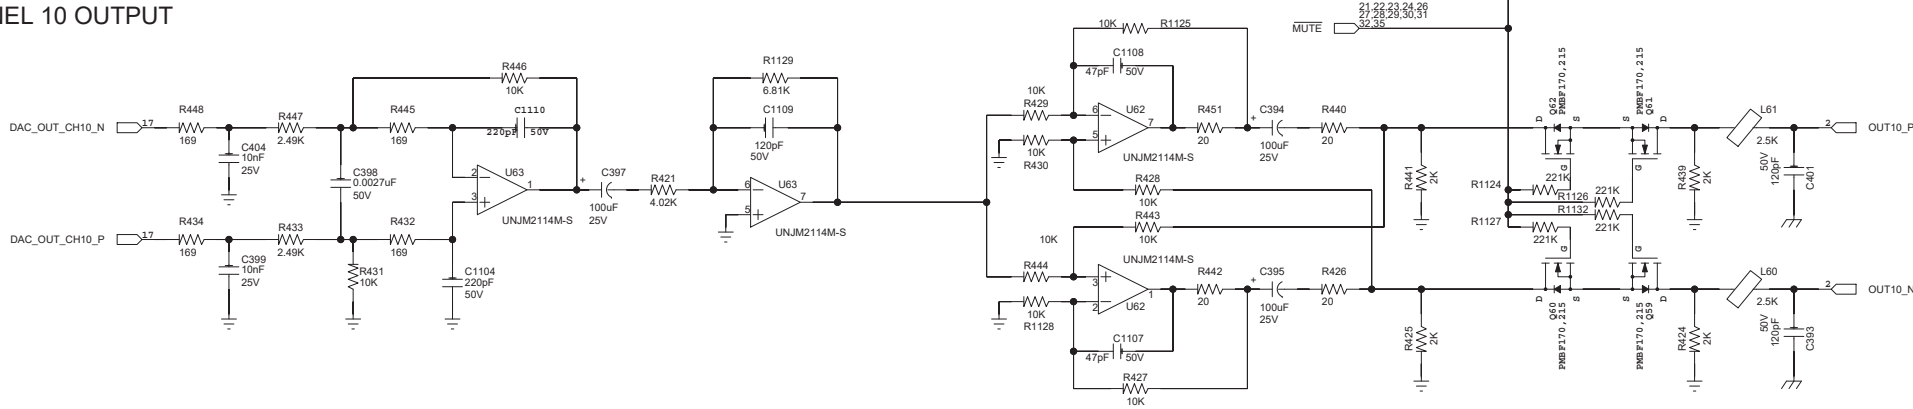 NEL 10 OUTPUT
21,22,23,24,26
27,28,29,30,31
32,35
MUTE
10K
R1125
C1108
47pF
50V
R446
10K
R1129
6.81K
C1110
220pF
50V
C1109
120pF
50V
DAC_OUT_CH10_N
17
R448
169
R447
2.49K
R445
169
C404
10nF
25V
C398
0.0027uF
50V
2
3
U63
1
UNJM2114M-S
C397
100uF
25V
R421
4.02K
6
5
U63
7
UNJM2114M-S
DAC_OUT_CH10_P
17
R434
169
R433
2.49K
R432
169
C399
10nF
25V
R431
10K
C1104
220pF
50V
10K
R429
10K
R430
6
5
U62
7
UNJM2114M-S
R451
20
C394
100uF
25V
R440
20
R428
10K
R443
10K
10K
R444
10K
R1128
UNJM2114M-S
3
2
1
U62
R442
20
C395
100uF
25V
R426
20
C1107
47pF
50V
R427
10K
R441
2K
R425
2K
Q62
PMBF170,215
PMBF170,215
Q61
D
S
S
D
G
G
R1124
221K
221K
R1126
R1132
R1127
221K
221K
G
G
D
S
S
D
Q60
PMBF170,215
PMBF170,215
Q59
R439
2K
L61
2.5K
50V
120pF
C401
2
OUT10_P
R424
2K
L60
2.5K
50V
120pF
C393
2
OUT10_N